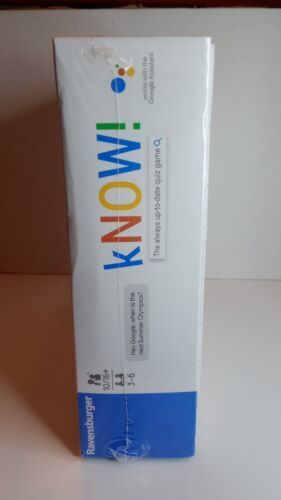 works with the
Google Assistant
kNOW!
The always up-to-date quiz game
Hey Google, when is the
next Summer Olympics?
10/16+
3-6
Ravensburger